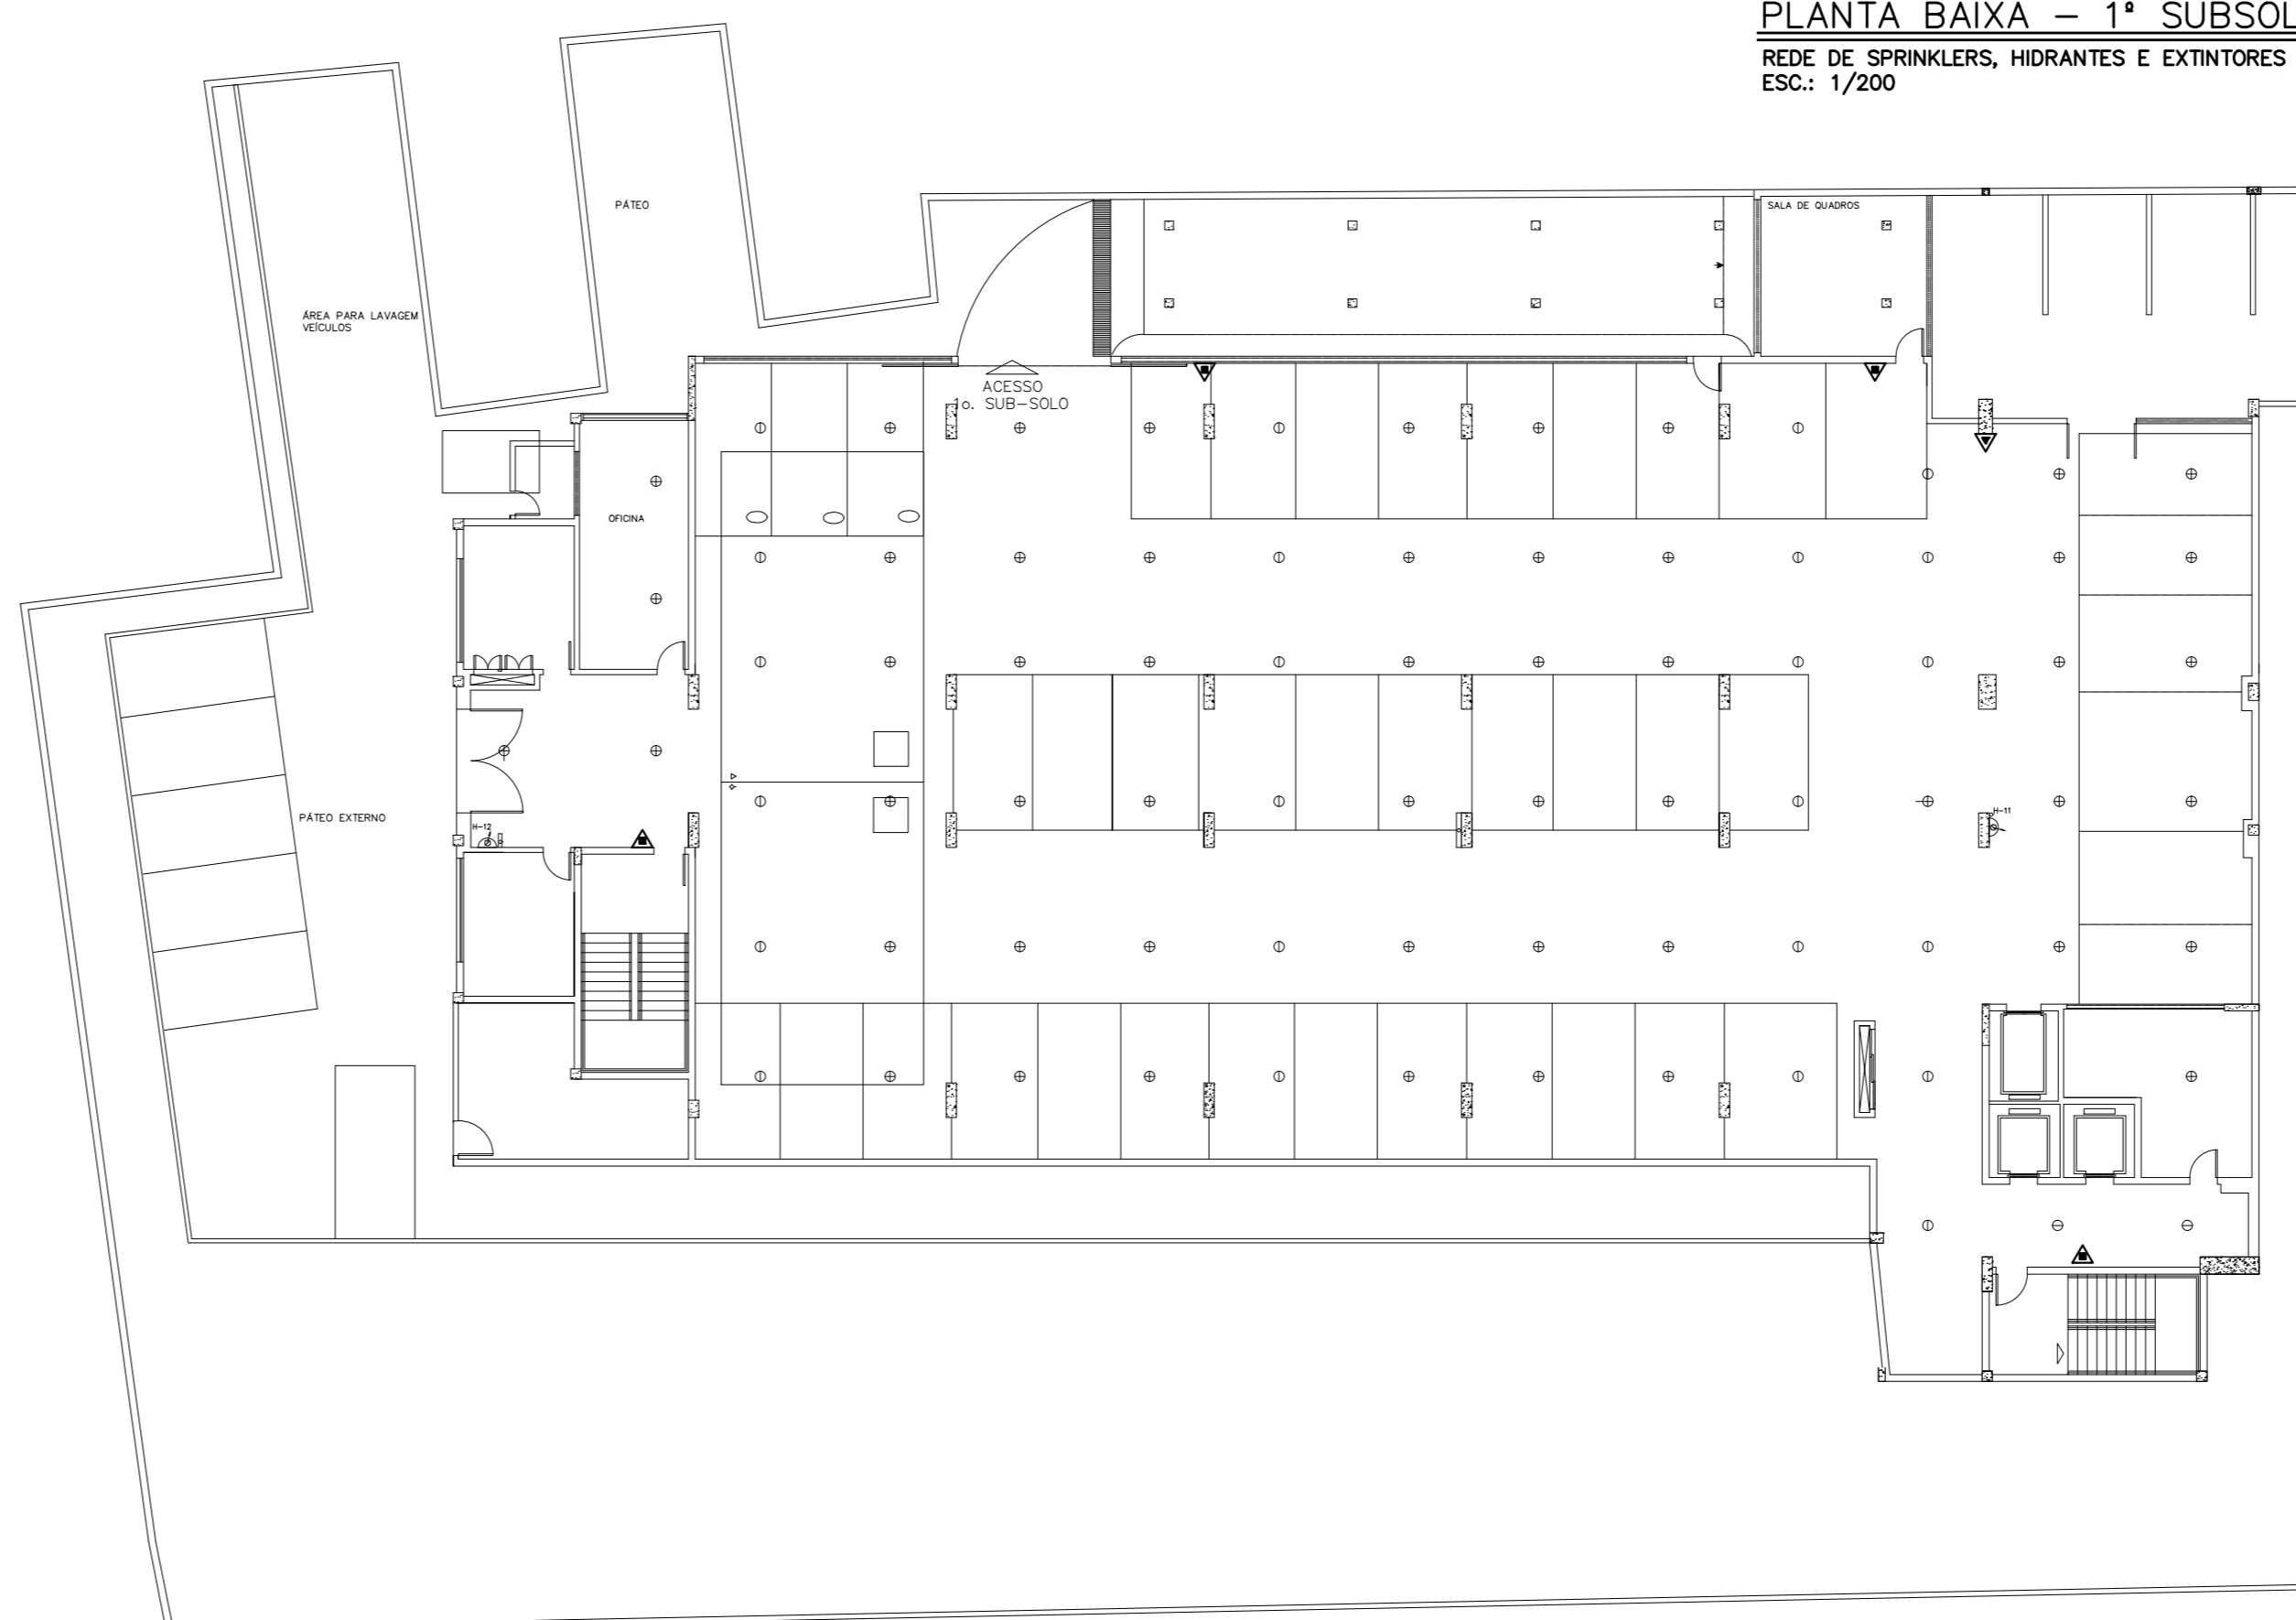 PLANTA BAIXA – 1ª SUBSOL
REDE DE SPRINKLERS, HIDRANTES E EXTINTORES
ESC.: 1/200
PÁTEO
SALA DE QUADROS
ÁREA PARA LAVAGEM
VEÍCULOS
ACESSO
1o. SUB-SOLO
OFICINA
PÁTEO EXTERNO
H-12
H-11